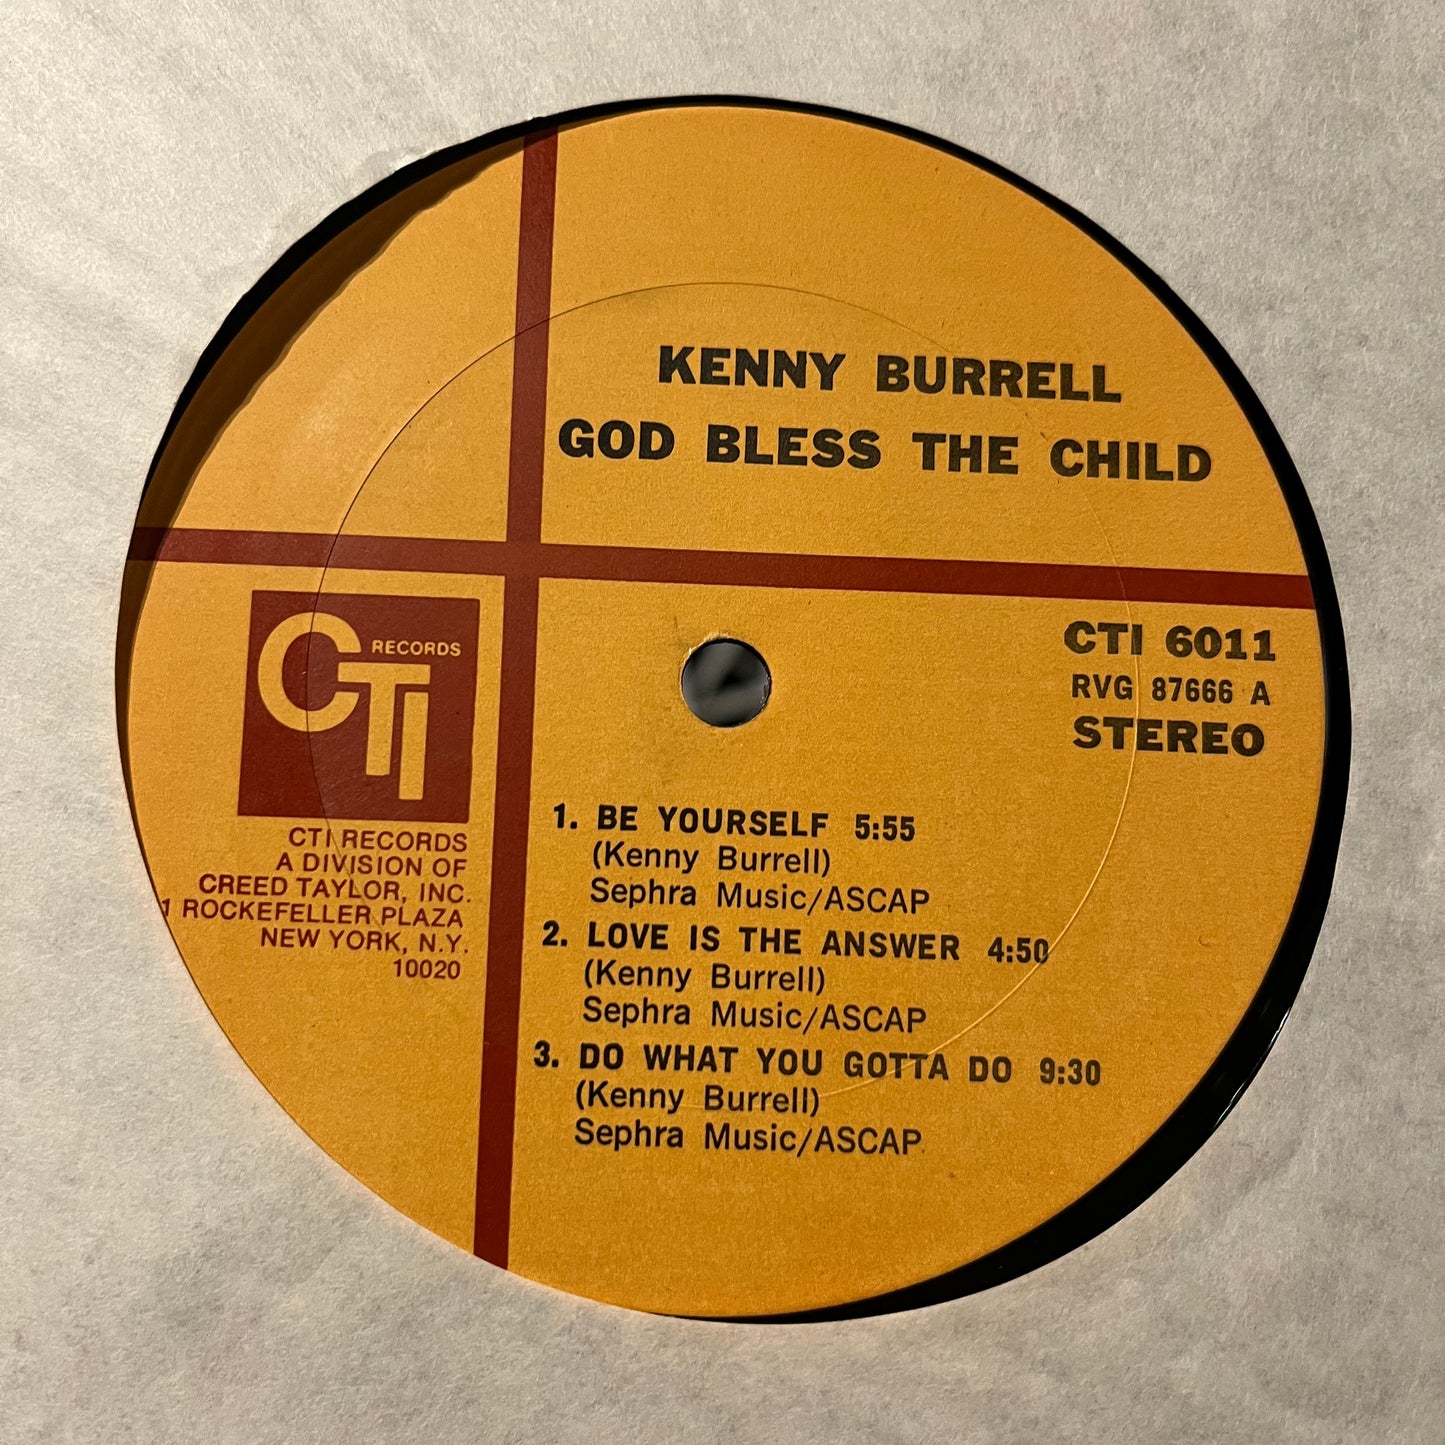 KENNY BURRELL
GOD BLESS THE CHILD
CTI RECORDS
CTI RECORDS
A DIVISION OF
CREED TAYLOR, INC.
1 ROCKEFELLER PLAZA
NEW YORK, N.Y.
10020
CTI 6011
RVG 87666 A
STEREO
1. BE YOURSELF 5:55
(Kenny Burrell)
Sephra Music/ASCAP
2. LOVE IS THE ANSWER 4:50
(Kenny Burrell)
Sephra Music/ASCAP
3. DO WHAT YOU GOTTA DO 9:30
(Kenny Burrell)
Sephra Music/ASCAP